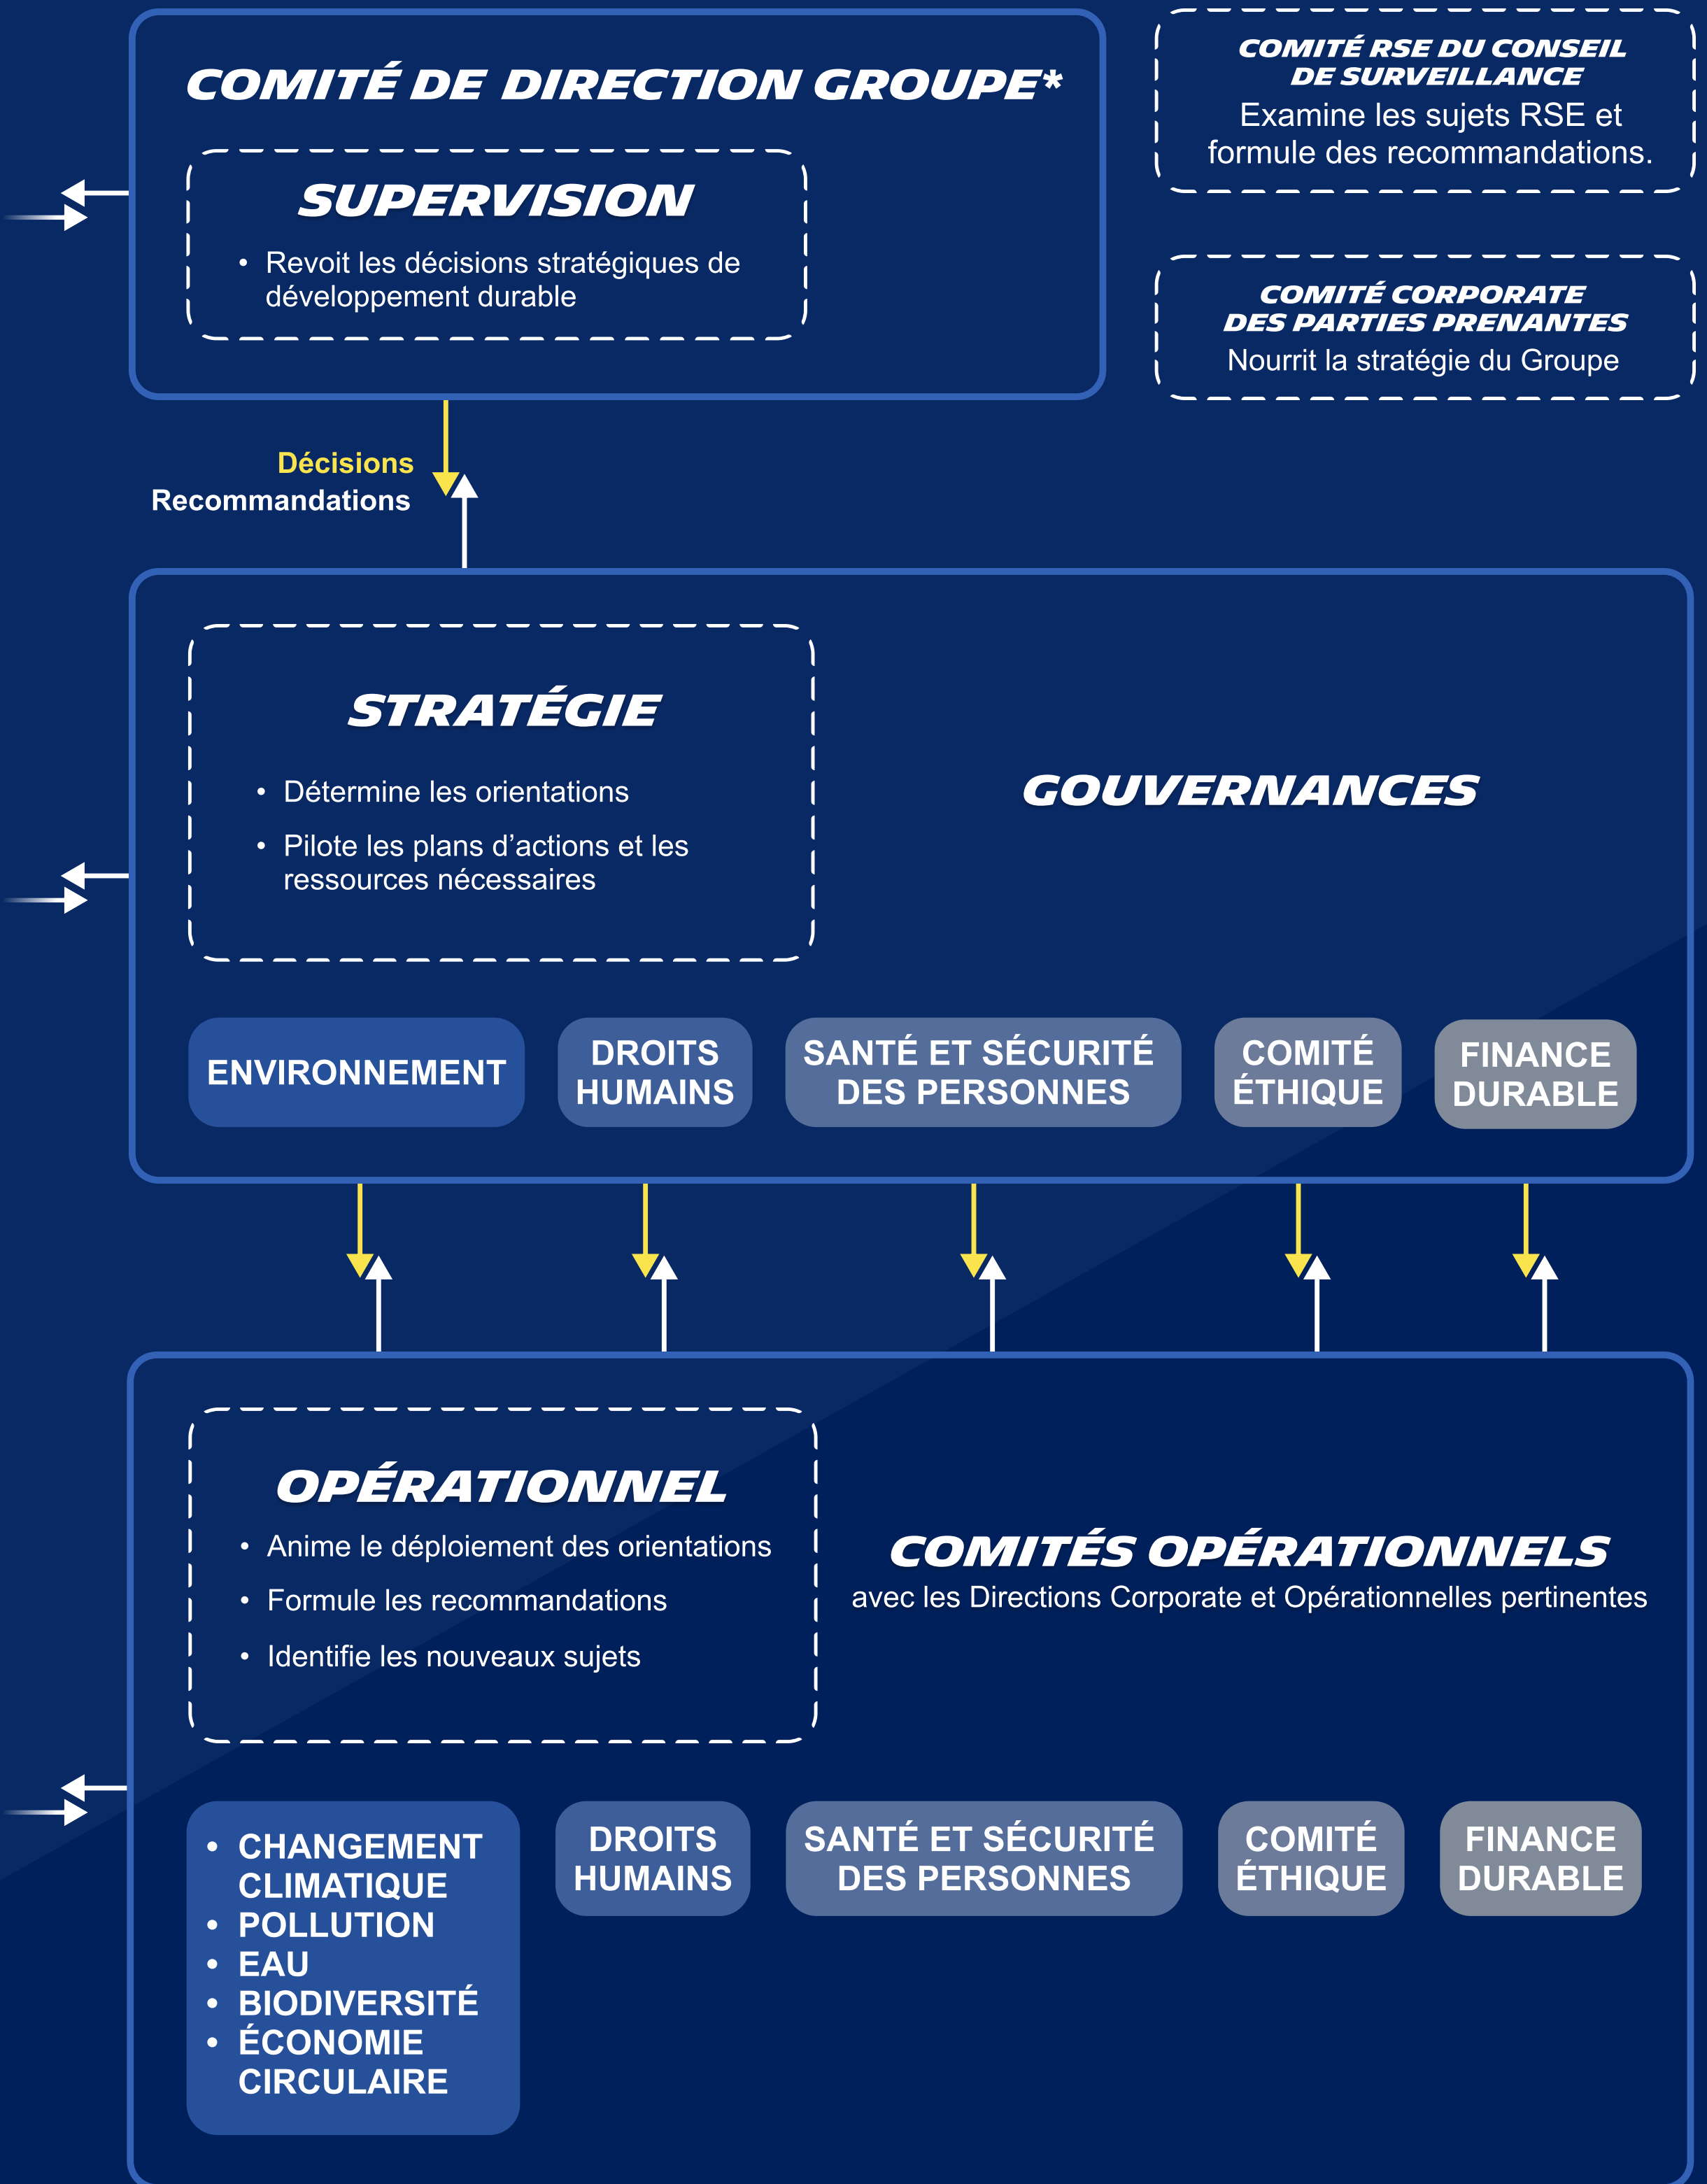 COMITÉ DE DIRECTION GROUPE*
SUPERVISION
• Revoit les décisions stratégiques de
développement durable
COMITÉ RSE DU CONSEIL
DE SURVEILLANCE
Examine les sujets RSE et
formule des recommandations.
COMITÉ CORPORATE
DES PARTIES PRENANTES
Nourrit la stratégie du Groupe
Décisions
Recommandations
STRATÉGIE
• Détermine les orientations
• Pilote les plans d’actions et les
ressources nécessaires
GOUVERNANCES
ENVIRONNEMENT
DROITS
HUMAINS
SANTÉ ET SÉCURITÉ
DES PERSONNES
COMITÉ
ÉTHIQUE
FINANCE
DURABLE
OPÉRATIONNEL
• Anime le déploiement des orientations
• Formule les recommandations
• Identifie les nouveaux sujets
COMITÉS OPÉRATIONNELS
avec les Directions Corporate et Opérationnelles pertinentes
• CHANGEMENT
CLIMATIQUE
• POLLUTION
• EAU
• BIODIVERSITÉ
• ÉCONOMIE
CIRCULAIRE
DROITS
HUMAINS
SANTÉ ET SÉCURITÉ
DES PERSONNES
COMITÉ
ÉTHIQUE
FINANCE
DURABLE